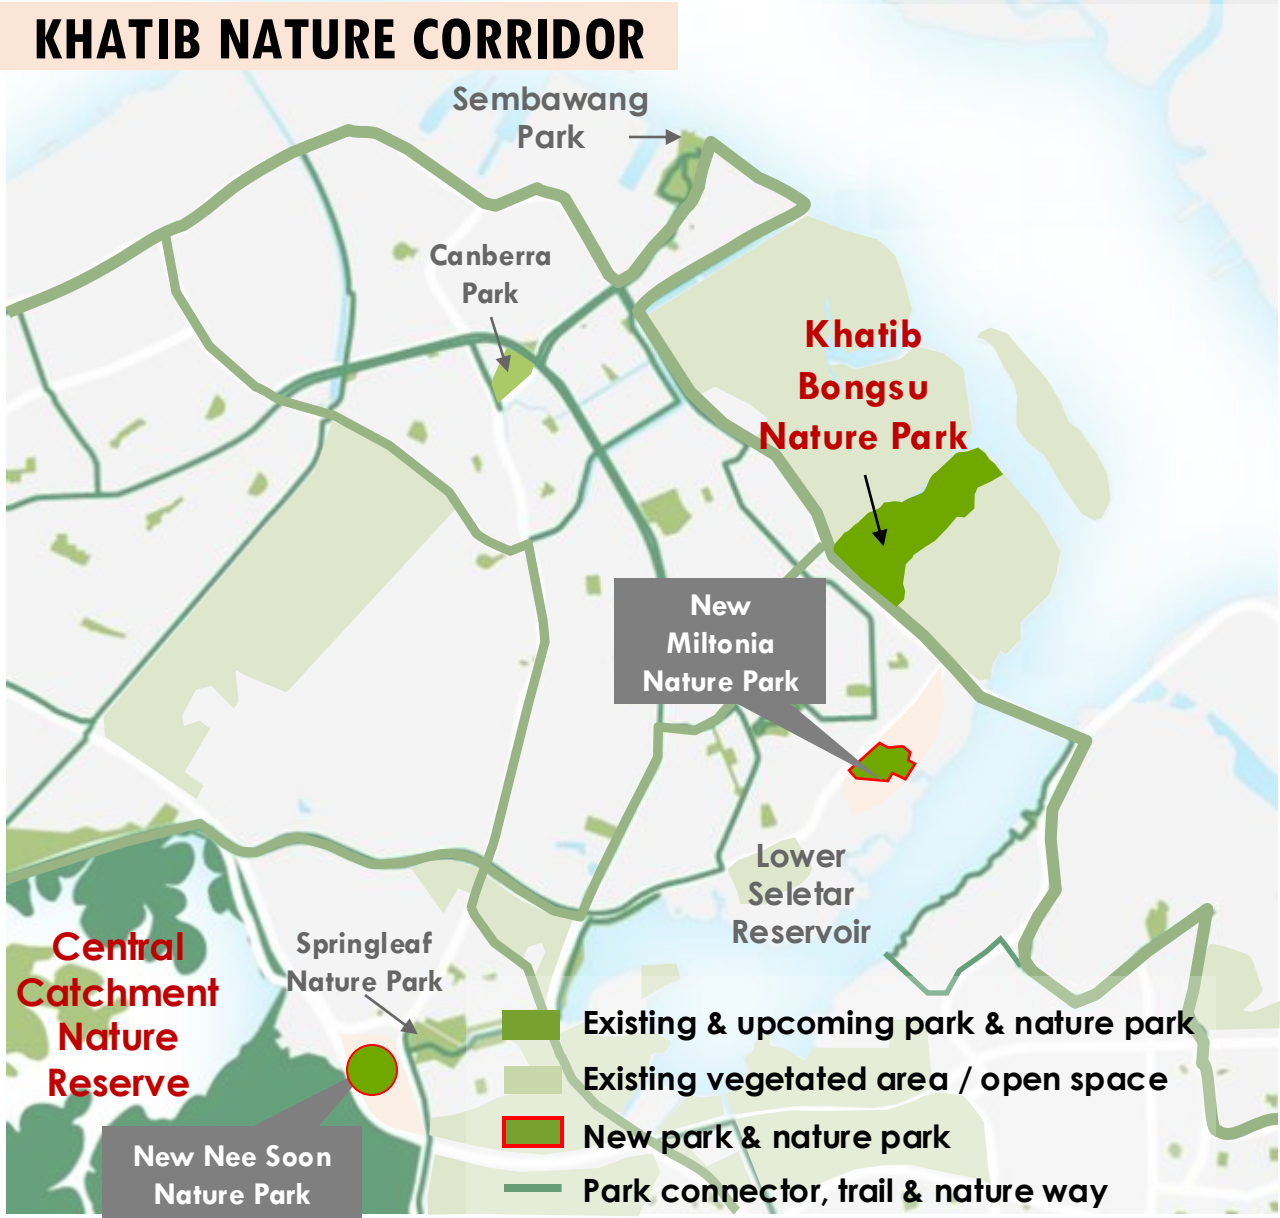 KHATIB NATURE CORRIDOR
Sembawang
Park
Canberra
Park
Khatib
Bongsu
Nature Park
New
Miltonia
Nature Park
Lower
Seletar
Reservoir
Central
Catchment
Nature
Reserve
Springleaf
Nature Park
New Nee Soon
Nature Park
Existing & upcoming park & nature park
Existing vegetated area / open space
New park & nature park
Park connector, trail & nature way